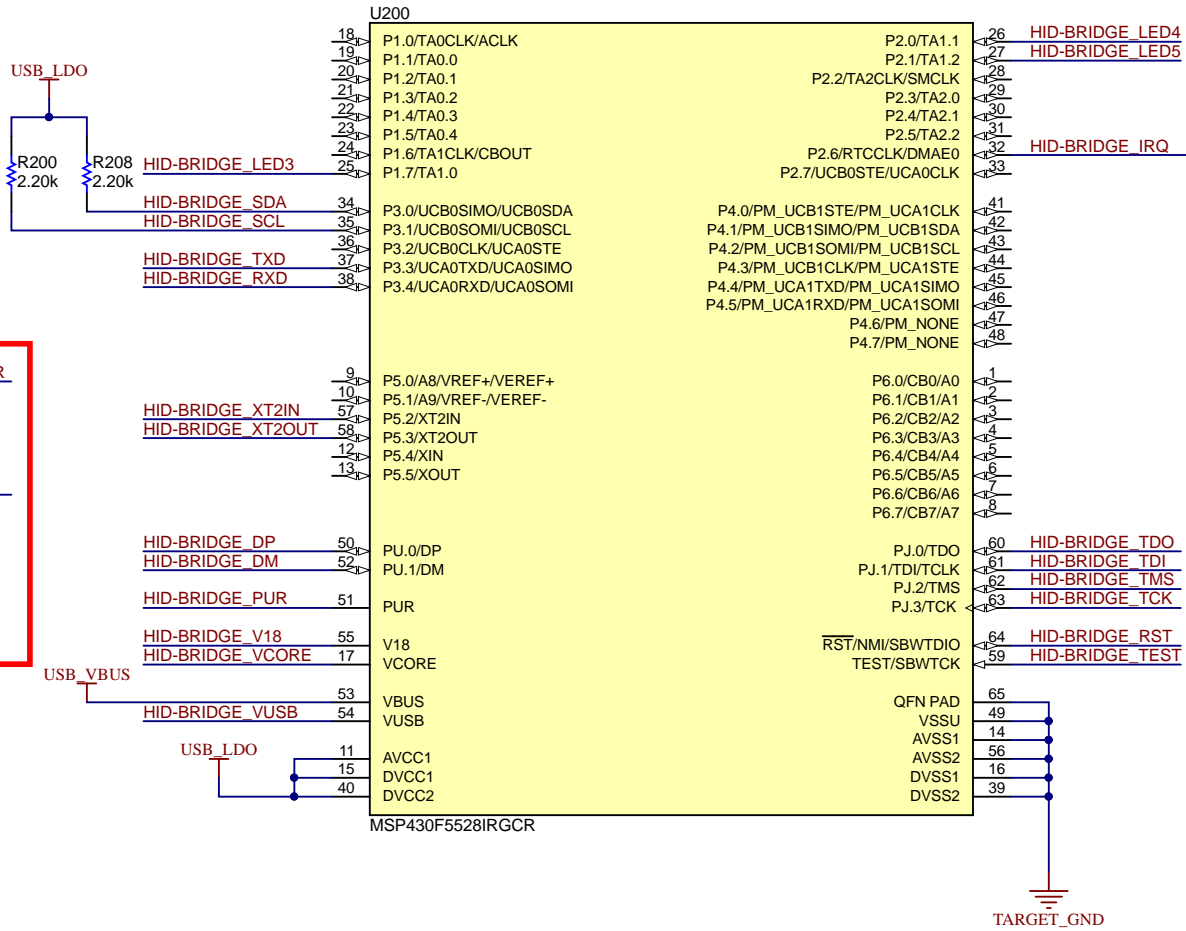 U200
18 P1.0/TA0CLK/ACLK P2.0/TA1.1 26 HID-BRIDGE_LED4
19 P1.1/TA0.0 P2.1/TA1.2 27 HID-BRIDGE_LED5
USB_LDO 20 P1.2/TA0.1 P2.2/TA2CLK/SMCLK 28
21 P1.3/TA0.2 P2.3/TA2.0 29
22 P1.4/TA0.3 P2.4/TA2.1 30
23 P1.5/TA0.4 P2.5/TA2.2 31
R200 R208 24 P1.6/TA1CLK/CBOUT P2.6/RTCCLK/DMAE0 32 HID-BRIDGE_IRQ
2.20k 2.20k HID-BRIDGE_LED3 25 P1.7/TA1.0 P2.7/UCB0STE/UCA0CLK 33
HID-BRIDGE_SDA 34 P3.0/UCB0SIMO/UCB0SDA P4.0/PM_UCB1STE/PM_UCA1CLK 41
HID-BRIDGE_SCL 35 P3.1/UCB0SOMI/UCB0SCL P4.1/PM_UCB1SIMO/PM_UCB1SDA 42
36 P3.2/UCB0CLK/UCA0STE P4.2/PM_UCB1SOMI/PM_UCB1SCL 43
HID-BRIDGE_TXD 37 P3.3/UCA0TXD/UCA0SIMO P4.3/PM_UCB1CLK/PM_UCA1STE 44
HID-BRIDGE_RXD 38 P3.4/UCA0RXD/UCA0SOMI P4.4/PM_UCA1TXD/PM_UCA1SIMO 45
P4.5/PM_UCA1RXD/PM_UCA1SOMI 46
P4.6/PM_NONE 47
P4.7/PM_NONE 48
R 9 P5.0/A8/VREF+/VEREF+ P6.0/CB0/A0 1
10 P5.1/A9/VREF-/VEREF- P6.1/CB1/A1 2
HID-BRIDGE_XT2IN 57 P5.2/XT2IN P6.2/CB2/A2 3
HID-BRIDGE_XT2OUT 58 P5.3/XT2OUT P6.3/CB3/A3 4
12 P5.4/XIN P6.4/CB4/A4 5
13 P5.5/XOUT P6.5/CB5/A5 6
P6.6/CB6/A6 7
P6.7/CB7/A7 8
HID-BRIDGE_DP 50 PU.0/DP PJ.0/TDO 60 HID-BRIDGE_TDO
HID-BRIDGE_DM 52 PU.1/DM PJ.1/TDI/TCLK 61 HID-BRIDGE_TDI
PJ.2/TMS 62 HID-BRIDGE_TMS
HID-BRIDGE_PUR 51 PUR PJ.3/TCK 63 HID-BRIDGE_TCK
HID-BRIDGE_V18 55 V18 RST/NMI/SBWTDIO 64 HID-BRIDGE_RST
HID-BRIDGE_VCORE 17 VCORE TEST/SBWTCK 59 HID-BRIDGE_TEST
USB_VBUS 53 VBUS QFN PAD 65
HID-BRIDGE_VUSB 54 VUSB VSSU 49
AVSS1 14
USB_LDO 11 AVCC1 AVSS2 56
15 DVCC1 DVSS1 16
40 DVCC2 DVSS2 39
MSP430F5528IRGCR
TARGET_GND